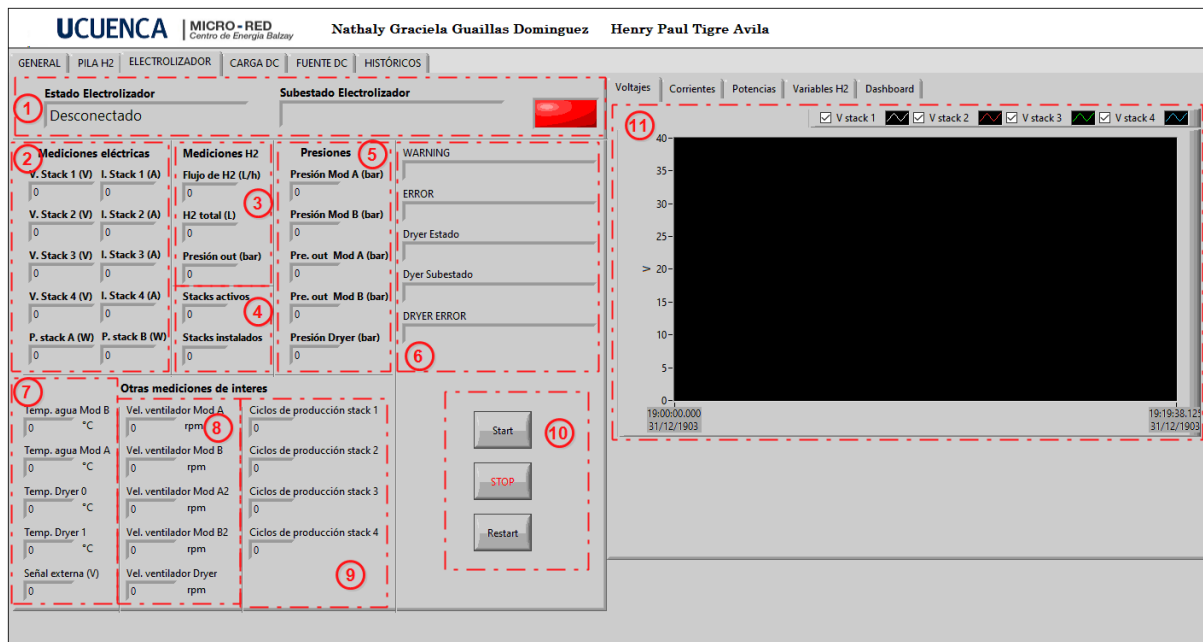 UCUENCA MICRO-RED
Centro de Energía Balzay
Nathaly Graciela Guaillas Dominguez Henry Paul Tigre Avila
GENERAL PILA H2 ELECTROLIZADOR CARGA DC FUENTE DC HISTÓRICOS
1
Estado Electrolizador
Desconectado
Subestado Electrolizador
2
Mediciones eléctricas
V. Stack 1 (V) I. Stack 1 (A)
0 0
V. Stack 2 (V) I. Stack 2 (A)
0 0
V. Stack 3 (V) I. Stack 3 (A)
0 0
V. Stack 4 (V) I. Stack 4 (A)
0 0
P. stack A (W) P. stack B (W)
0 0
Mediciones H2
Flujo de H2 (L/h)
0
3
H2 total (L)
0
Presión out (bar)
0
Stacks activos
0
4
Stacks instalados
0
Presiones
5
Presión Mod A (bar)
0
Presión Mod B (bar)
0
Pre. out Mod A (bar)
0
Pre. out Mod B (bar)
0
Presión Dryer (bar)
0
WARNING
ERROR
Dryer Estado
Dyer Subestado
DRYER ERROR
6
Otras mediciones de interes
7
Temp. agua Mod B
0 °C
Temp. agua Mod A
0 °C
Temp. Dryer 0
0 °C
Temp. Dryer 1
0 °C
Señal externa (V)
0
Vel. ventilador Mod A
0 rpm
8
Vel. ventilador Mod B
0 rpm
Vel. ventilador Mod A2
0 rpm
Vel. ventilador Mod B2
0 rpm
Vel. ventilador Dryer
0 rpm
Ciclos de producción stack 1
0
Ciclos de producción stack 2
0
Ciclos de producción stack 3
0
Ciclos de producción stack 4
0
9
Start
10
STOP
Restart
Voltajes Corrientes Potencias Variables H2 Dashboard
11
V stack 1 V stack 2 V stack 3 V stack 4
40
35
30
25
V
20
15
10
5
0
19:00:00.000
31/12/1903
19:19:38.125
31/12/1903